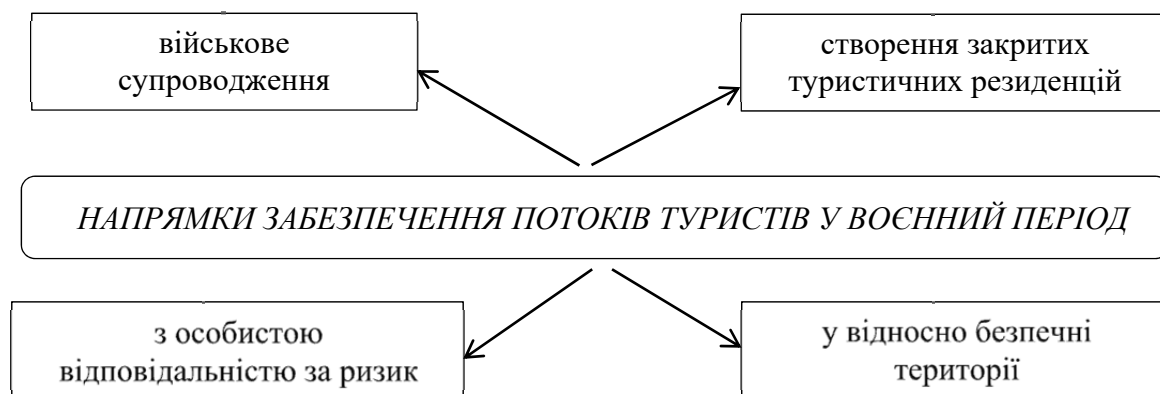 військове
супроводження
створення закритих
туристичних резиденцій
НАПРЯМКИ ЗАБЕЗПЕЧЕННЯ ПОТОКІВ ТУРИСТІВ У ВОЄННИЙ ПЕРІОД
з особистою
відповідальністю за ризик
у відносно безпечні
території